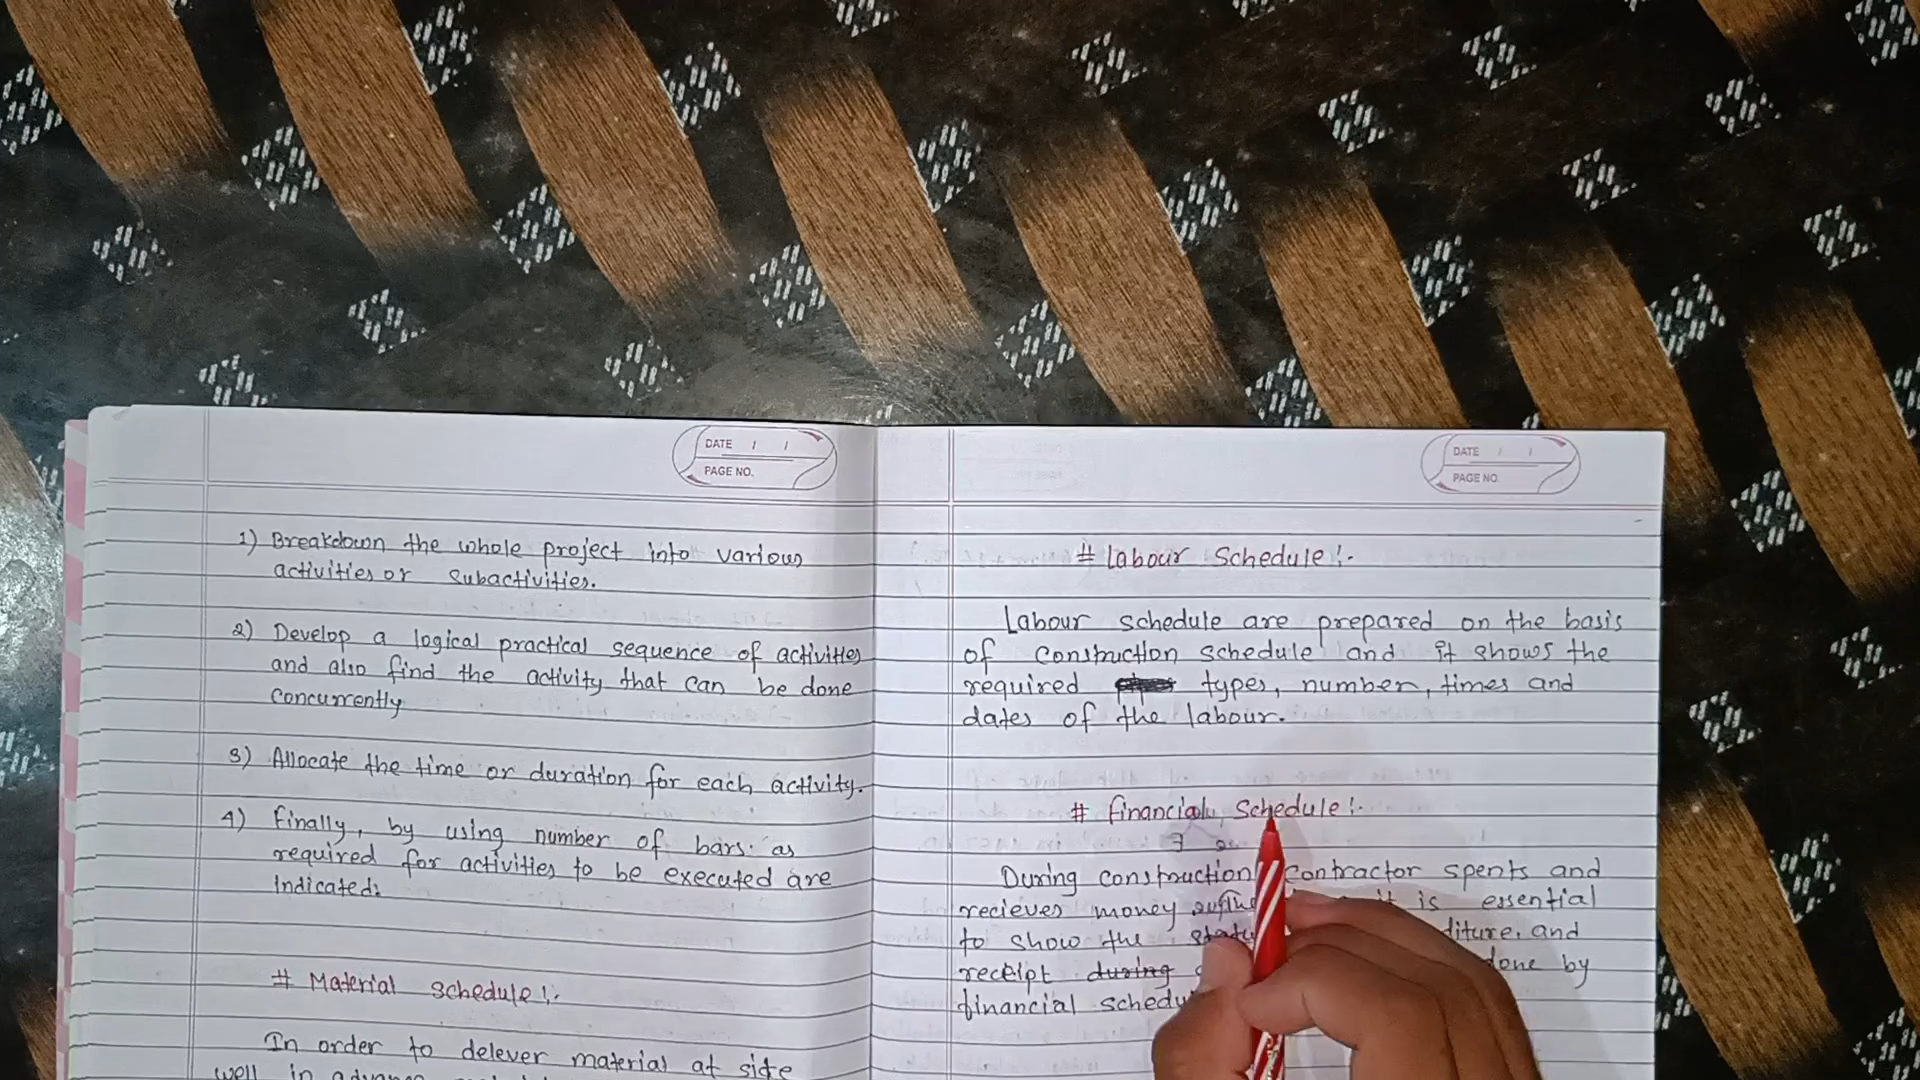 DATE / /
PAGE NO.
1) Breakdown the whole project into various
activities or subactivities.
2) Develop a logical practical sequence of activities
and also find the activity that can be done
concurrently
3) Allocate the time or duration for each activity.
4) Finally, by using number of bars as
required for activities to be executed are
indicated.
# Material schedule :-
In order to delever material at site
well in advance
DATE / /
PAGE NO.
# Labour Schedule :-
Labour schedule are prepared on the basis
of construction schedule and it shows the
required types, number, times and
dates of the labour.
# financial Schedule :-
During construction contractor spents and
recieves money it is essential
to show the and
receipt during done by
financial